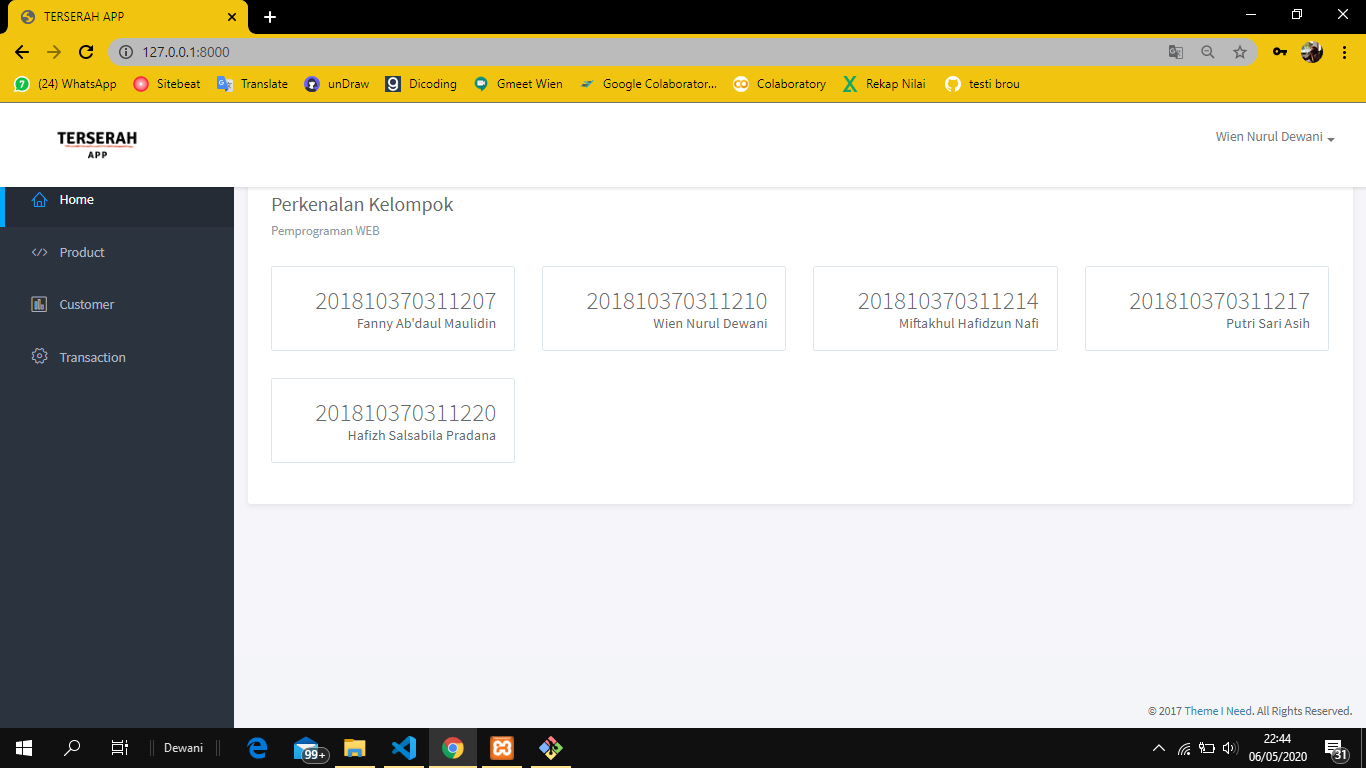 TERSERAH APP
127.0.0.1:8000
(24) WhatsApp
Sitebeat
Translate
unDraw
Dicoding
Gmeet Wien
Google Colaborator...
Colaboratory
Rekap Nilai
testi brou
TERSERAH
APP
Wien Nurul Dewani
Home
Product
Customer
Transaction
Perkenalan Kelompok
Pemprograman WEB
201810370311207
Fanny Ab'daul Maulidin
201810370311210
Wien Nurul Dewani
201810370311214
Miftakhul Hafidzun Nafi
201810370311217
Putri Sari Asih
201810370311220
Hafizh Salsabila Pradana
© 2017 Theme I Need. All Rights Reserved.
Dewani
99+
22:44
06/05/2020
31